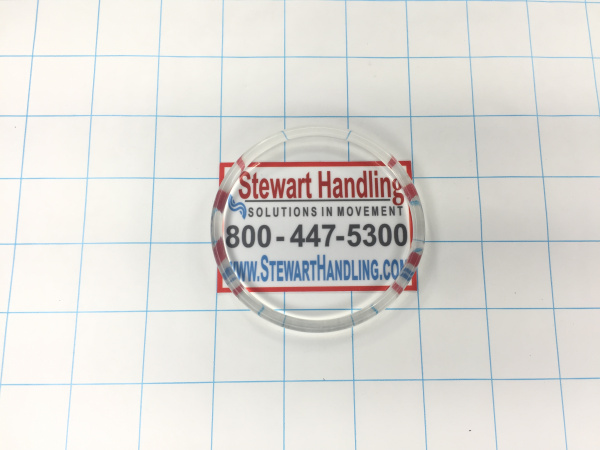 Stewart Handling
SOLUTIONS IN MOVEMENT
800-447-5300
WWW.STEWARTHANDLING.COM